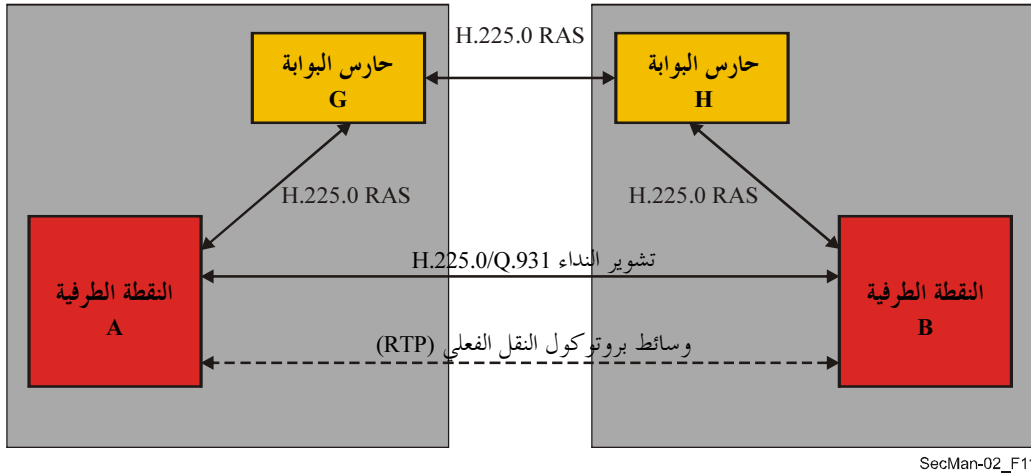 H.225.0 RAS
حارس البوابة
G
حارس البوابة
H
H.225.0 RAS
H.225.0 RAS
تشوير النداء H.225.0/Q.931
النقطة الطرفية
A
النقطة الطرفية
B
وسائط بروتوكول النقل الفعلي (RTP)
SecMan-02_F11